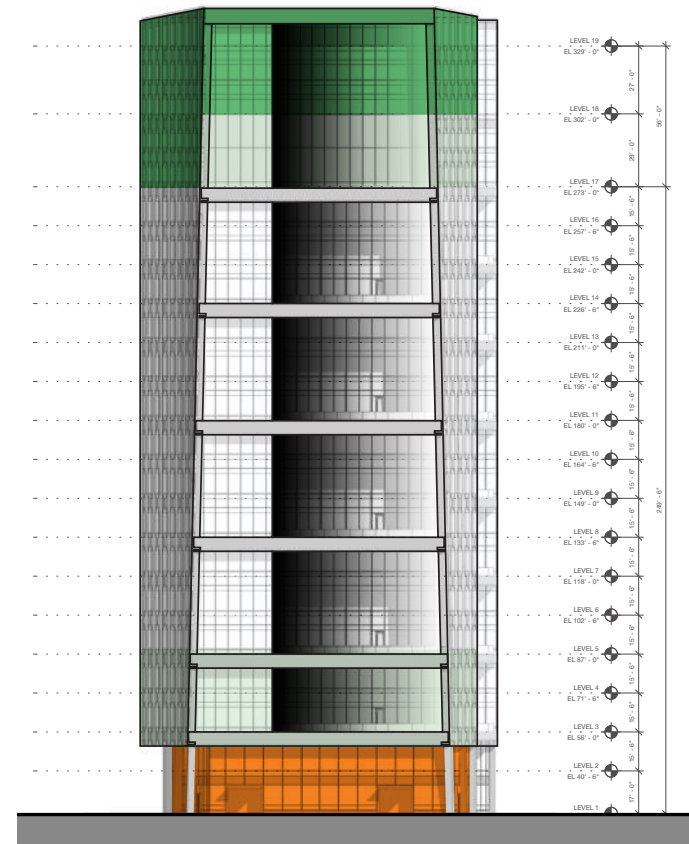 LEVEL 19
EL 329' - 0"
27' - 0"
56' - 0"
LEVEL 18
EL 302' - 0"
29' - 0"
LEVEL 17
EL 273' - 0"
15' - 6"
LEVEL 16
EL 257' - 6"
15' - 6"
LEVEL 15
EL 242' - 0"
15' - 6"
LEVEL 14
EL 226' - 6"
15' - 6"
LEVEL 13
EL 211' - 0"
15' - 6"
LEVEL 12
EL 195' - 6"
15' - 6"
LEVEL 11
EL 180' - 0"
15' - 6"
LEVEL 10
EL 164' - 6"
15' - 6"
LEVEL 9
EL 149' - 0"
249' - 6"
15' - 6"
LEVEL 8
EL 133' - 6"
15' - 6"
LEVEL 7
EL 118' - 0"
15' - 6"
LEVEL 6
EL 102' - 6"
15' - 6"
LEVEL 5
EL 87' - 0"
15' - 6"
LEVEL 4
EL 71' - 6"
15' - 6"
LEVEL 3
EL 56' - 0"
15' - 6"
LEVEL 2
EL 40' - 6"
17' - 0"
LEVEL 1